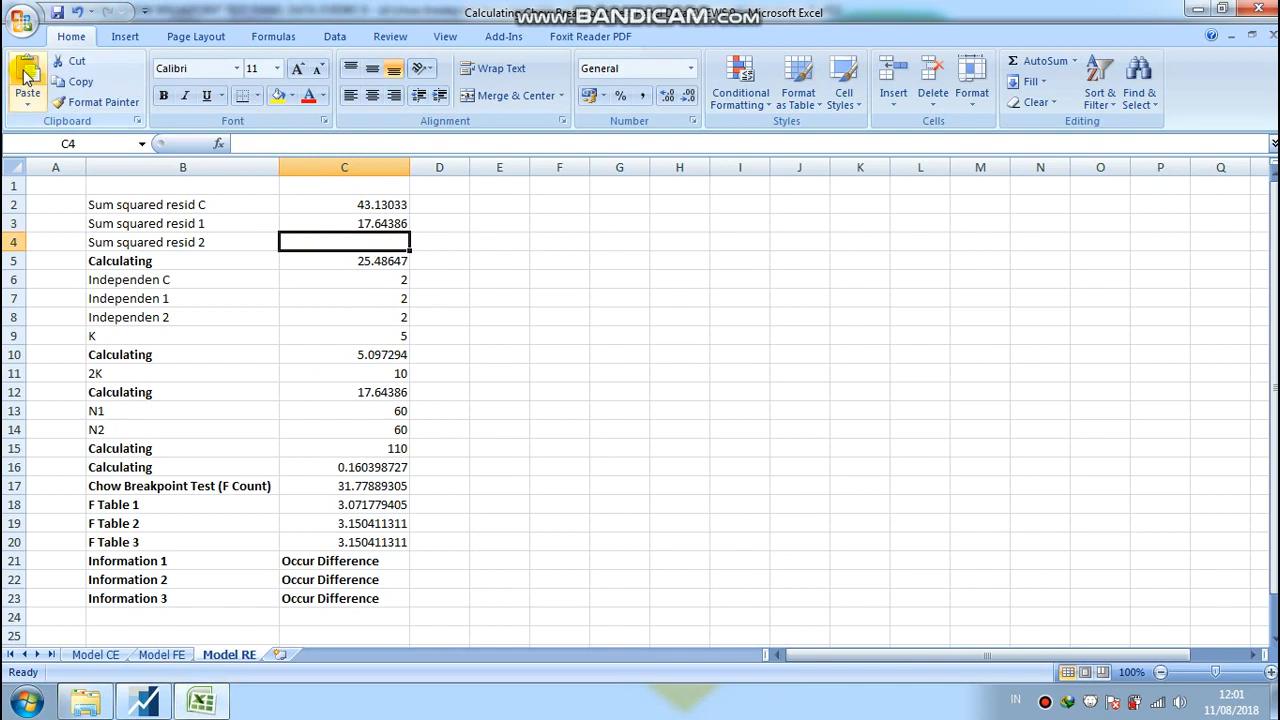 Calculating Chow Brea
Microsoft Excel
www.BANDICAM.com
Home Insert Page Layout Formulas Data Review View Add-Ins Foxit Reader PDF
Paste
Cut
Copy
Format Painter
Clipboard
Calibri 11
B I U
Font
Wrap Text
Merge & Center
Alignment
General
%
Number
Conditional Formatting
Format as Table
Cell Styles
Styles
Insert Delete Format
Cells
Σ AutoSum
Fill
Clear
Sort & Filter
Find & Select
Editing
C4 fx
A B C D E F G H I J K L M N O P Q
1
2 Sum squared resid C 43.13033
3 Sum squared resid 1 17.64386
4 Sum squared resid 2
5 Calculating 25.48647
6 Independen C 2
7 Independen 1 2
8 Independen 2 2
9 K 5
10 Calculating 5.097294
11 2K 10
12 Calculating 17.64386
13 N1 60
14 N2 60
15 Calculating 110
16 Calculating 0.160398727
17 Chow Breakpoint Test (F Count) 31.77889305
18 F Table 1 3.071779405
19 F Table 2 3.150411311
20 F Table 3 3.150411311
21 Information 1 Occur Difference
22 Information 2 Occur Difference
23 Information 3 Occur Difference
24
25
Model CE Model FE Model RE
Ready 100%
IN 12:01
11/08/2018